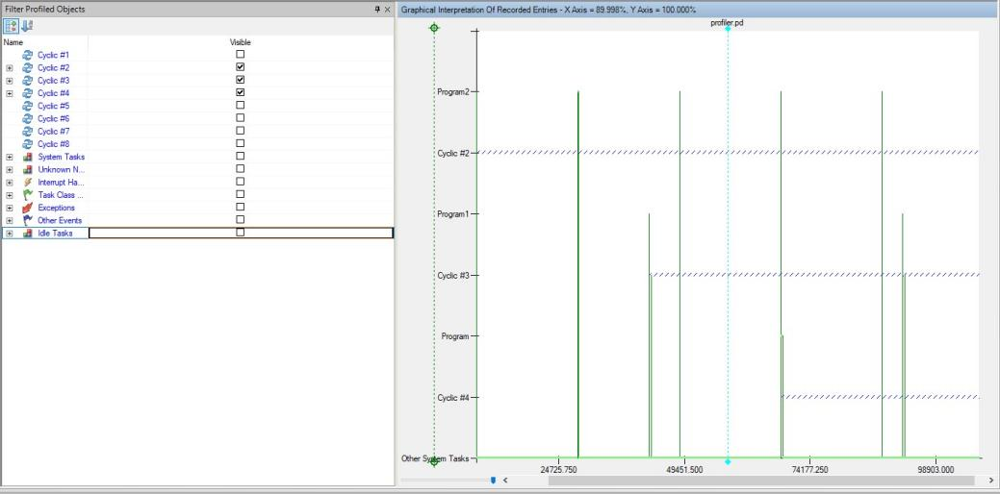 Filter Profiled Objects
Name Visible
Cyclic #1
Cyclic #2
Cyclic #3
Cyclic #4
Cyclic #5
Cyclic #6
Cyclic #7
Cyclic #8
System Tasks
Unknown N...
Interrupt Ha...
Task Class ...
Exceptions
Other Events
Idle Tasks
Graphical Interpretation Of Recorded Entries - X Axis = 89.998%, Y Axis = 100.000%
profiler.pd
Program2
Cyclic #2
Program1
Cyclic #3
Program
Cyclic #4
Other System Tasks
24725.750 49451.500 74177.250 98903.000